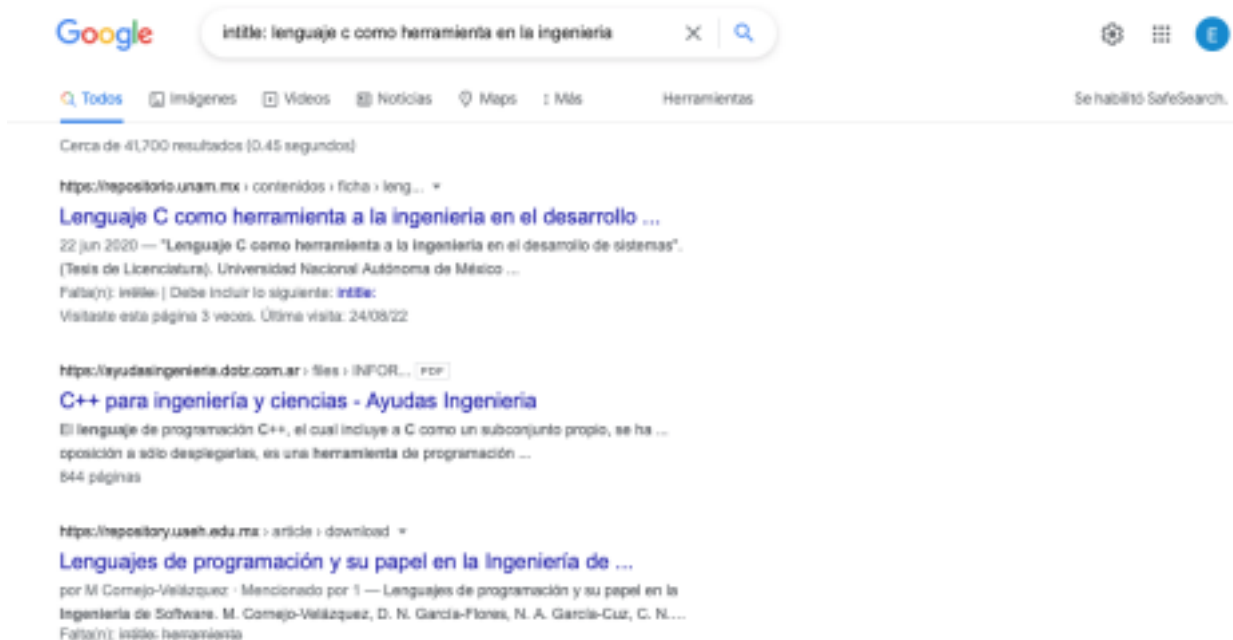 Google
intitle: lenguaje c como herramienta en la ingenieria
E
Todos Imágenes Videos Noticias Maps Más Herramientas Se habilitó SafeSearch.
Cerca de 41,700 resultados (0.45 segundos)
https://repositorio.unam.mx › contenidos › ficha › leng...
Lenguaje C como herramienta a la ingenieria en el desarrollo ...
22 jun 2020 — "Lenguaje C como herramienta a la ingenieria en el desarrollo de sistemas".
(Tesis de Licenciatura). Universidad Nacional Autónoma de México ...
Falta(n): intitle: | Debe incluir lo siguiente: intitle:
Visitaste esta página 3 veces. Última visita: 24/08/22
https://ayudasingenieria.dotz.com.ar › files › INFOR... PDF
C++ para ingeniería y ciencias - Ayudas Ingenieria
El lenguaje de programación C++, el cual incluye a C como un subconjunto propio, se ha ...
oposición a sólo desplegarlas, es una herramienta de programación ...
844 páginas
https://repository.uaeh.edu.mx › article › download
Lenguajes de programación y su papel en la Ingeniería de ...
por M Cornejo-Velázquez · Mencionado por 1 — Lenguajes de programación y su papel en la
Ingeniería de Software. M. Cornejo-Velázquez, D. N. García-Flores, N. A. García-Cuz, C. N....
Falta(n): intitle: herramienta